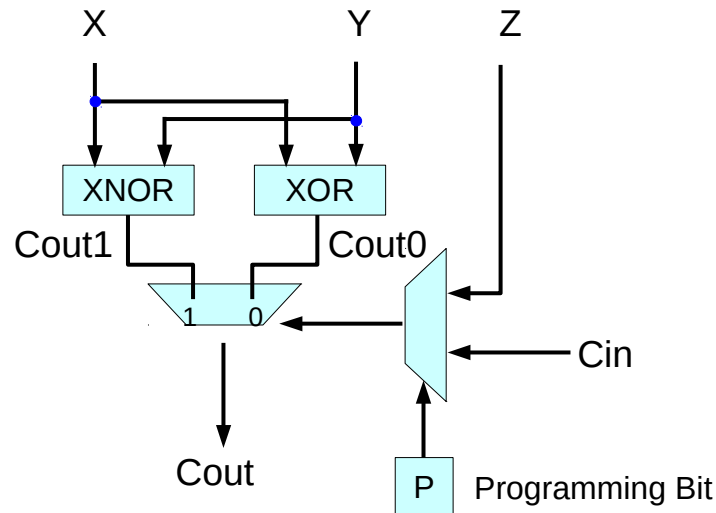 X Y Z
XNOR XOR
Cout1 Cout0
1 0
Cin
Cout
P Programming Bit